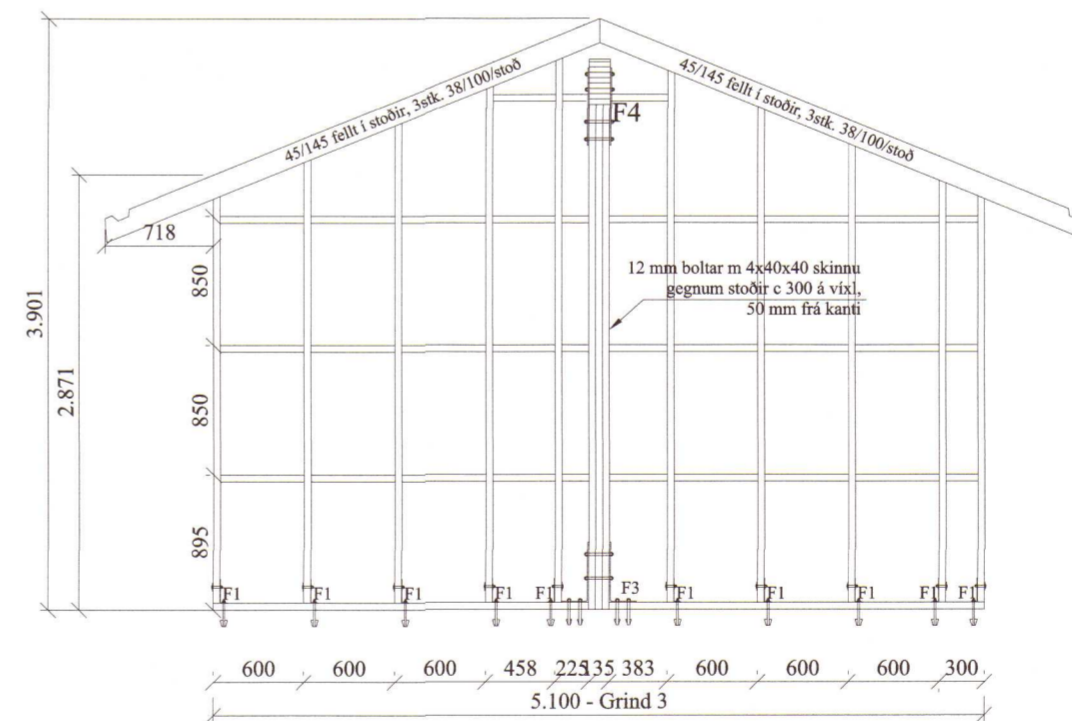 45/145 fellt í stoðir, 3stk. 38/100/stoð
45/145 fellt í stoðir, 3stk. 38/100/stoð
F4
718
12 mm boltar m 4x40x40 skinnu
gegnum stoðir c 300 á víxl,
50 mm frá kanti
3.901
2.871
850
850
895
F1 F1 F1 F1 F1 F3 F1 F1 F1 F1 F1
600 600 600 458 225 135 383 600 600 600 300
5.100 - Grind 3